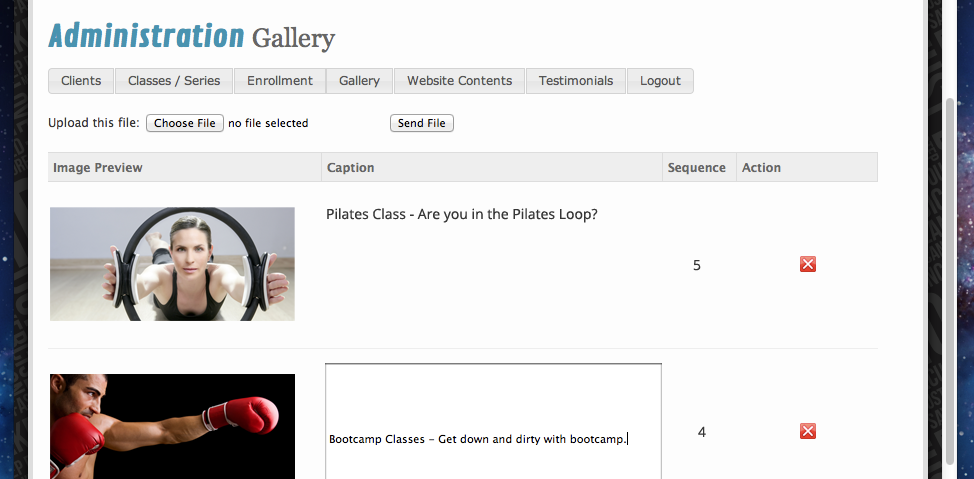 Administration Gallery
Clients Classes / Series Enrollment Gallery Website Contents Testimonials Logout
Upload this file: Choose File no file selected Send File
Image Preview Caption Sequence Action
Pilates Class - Are you in the Pilates Loop?
5
Bootcamp Classes - Get down and dirty with bootcamp.
4